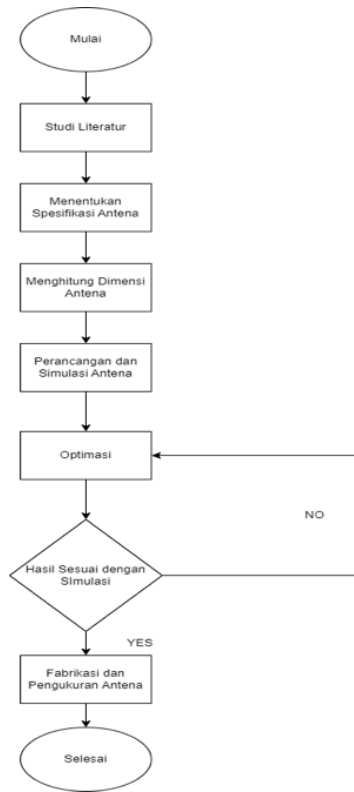 Mulai
Studi Literatur
Menentukan
Spesifikasi Antena
Menghitung Dimensi
Antena
Perancangan dan
Simulasi Antena
Optimasi
NO
Hasil Sesuai dengan
SImulasi
YES
Fabrikasi dan
Pengukuran Antena
Selesai